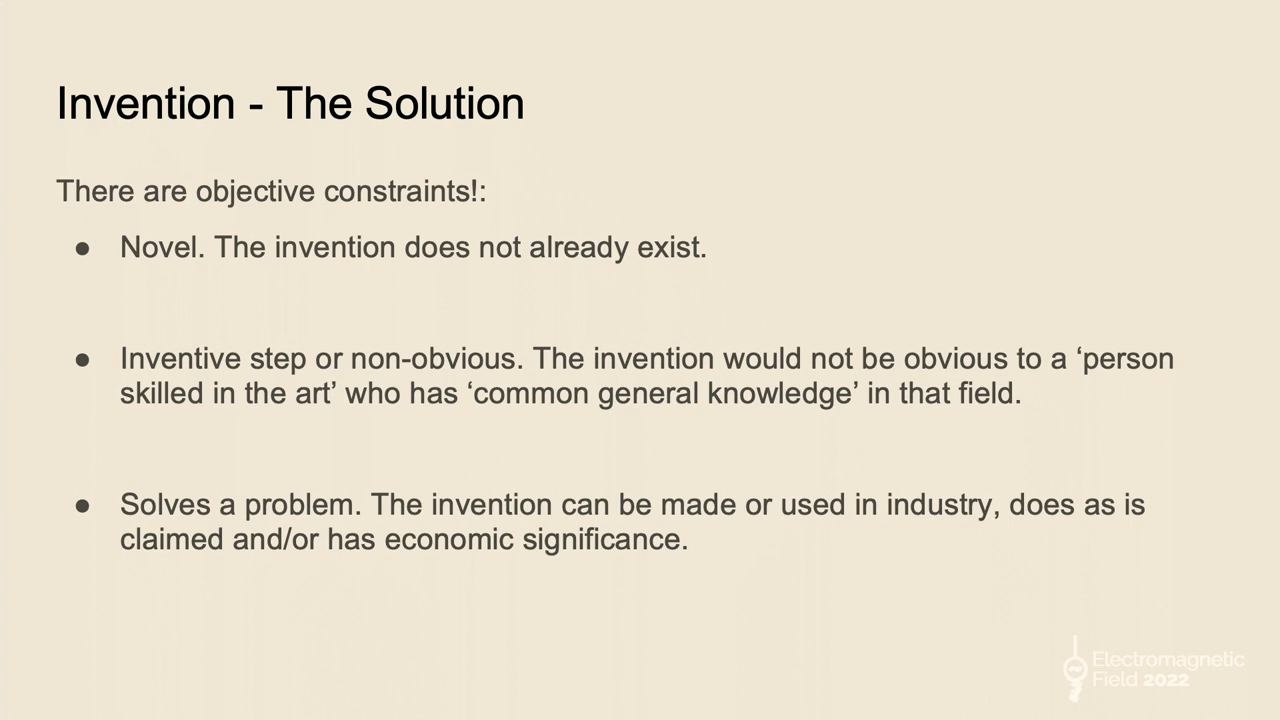 Invention - The Solution
There are objective constraints!:
● Novel. The invention does not already exist.
● Inventive step or non-obvious. The invention would not be obvious to a ‘person
skilled in the art’ who has ‘common general knowledge’ in that field.
● Solves a problem. The invention can be made or used in industry, does as is
claimed and/or has economic significance.
Electromagnetic
Field 2022